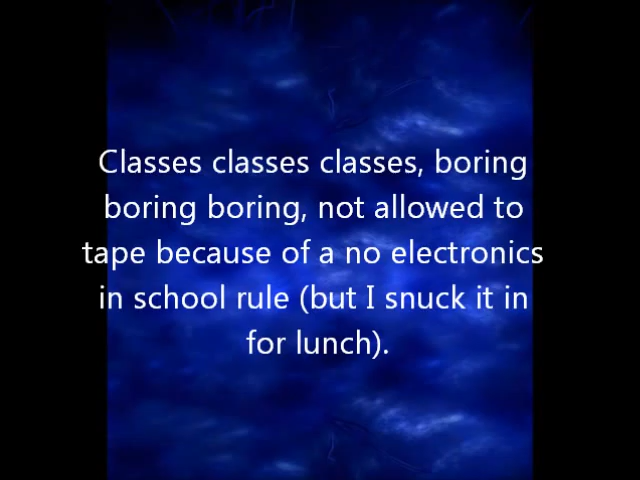 Classes classes classes, boring
boring boring, not allowed to
tape because of a no electronics
in school rule (but I snuck it in
for lunch).